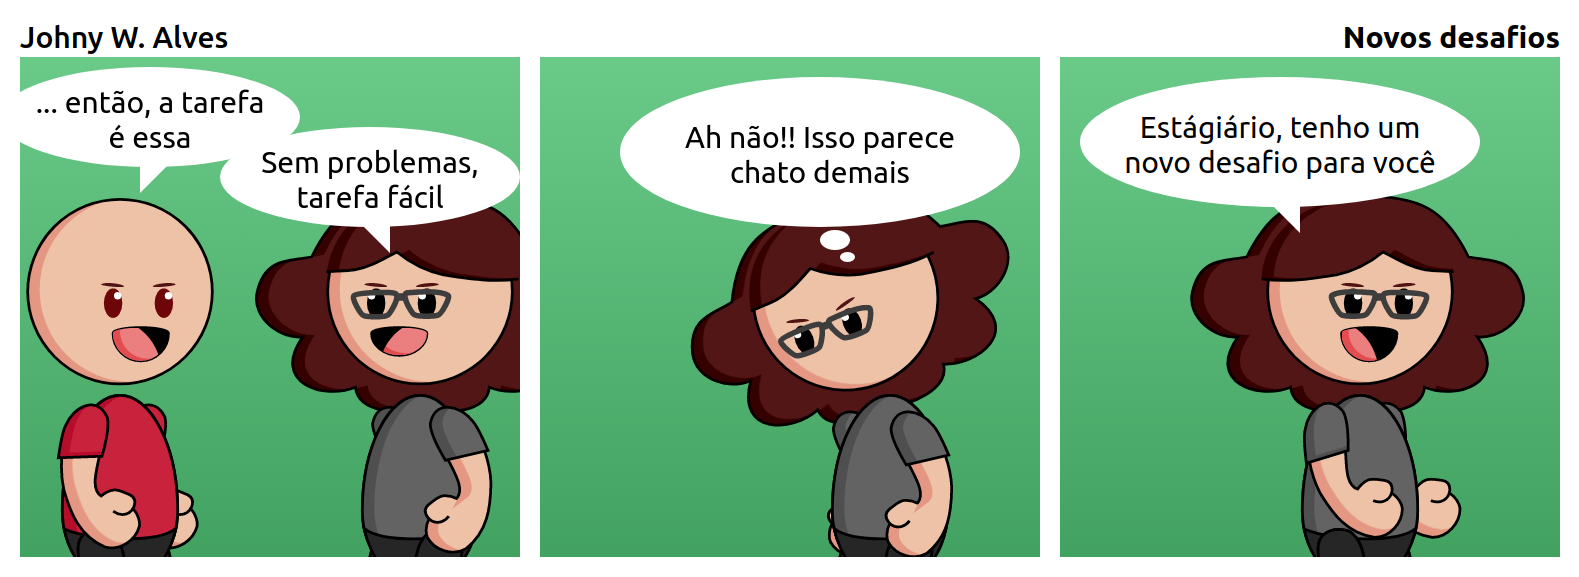 Johny W. Alves
Novos desafios
... então, a tarefa
é essa
Sem problemas,
tarefa fácil
Ah não!! Isso parece
chato demais
Estágiário, tenho um
novo desafio para você